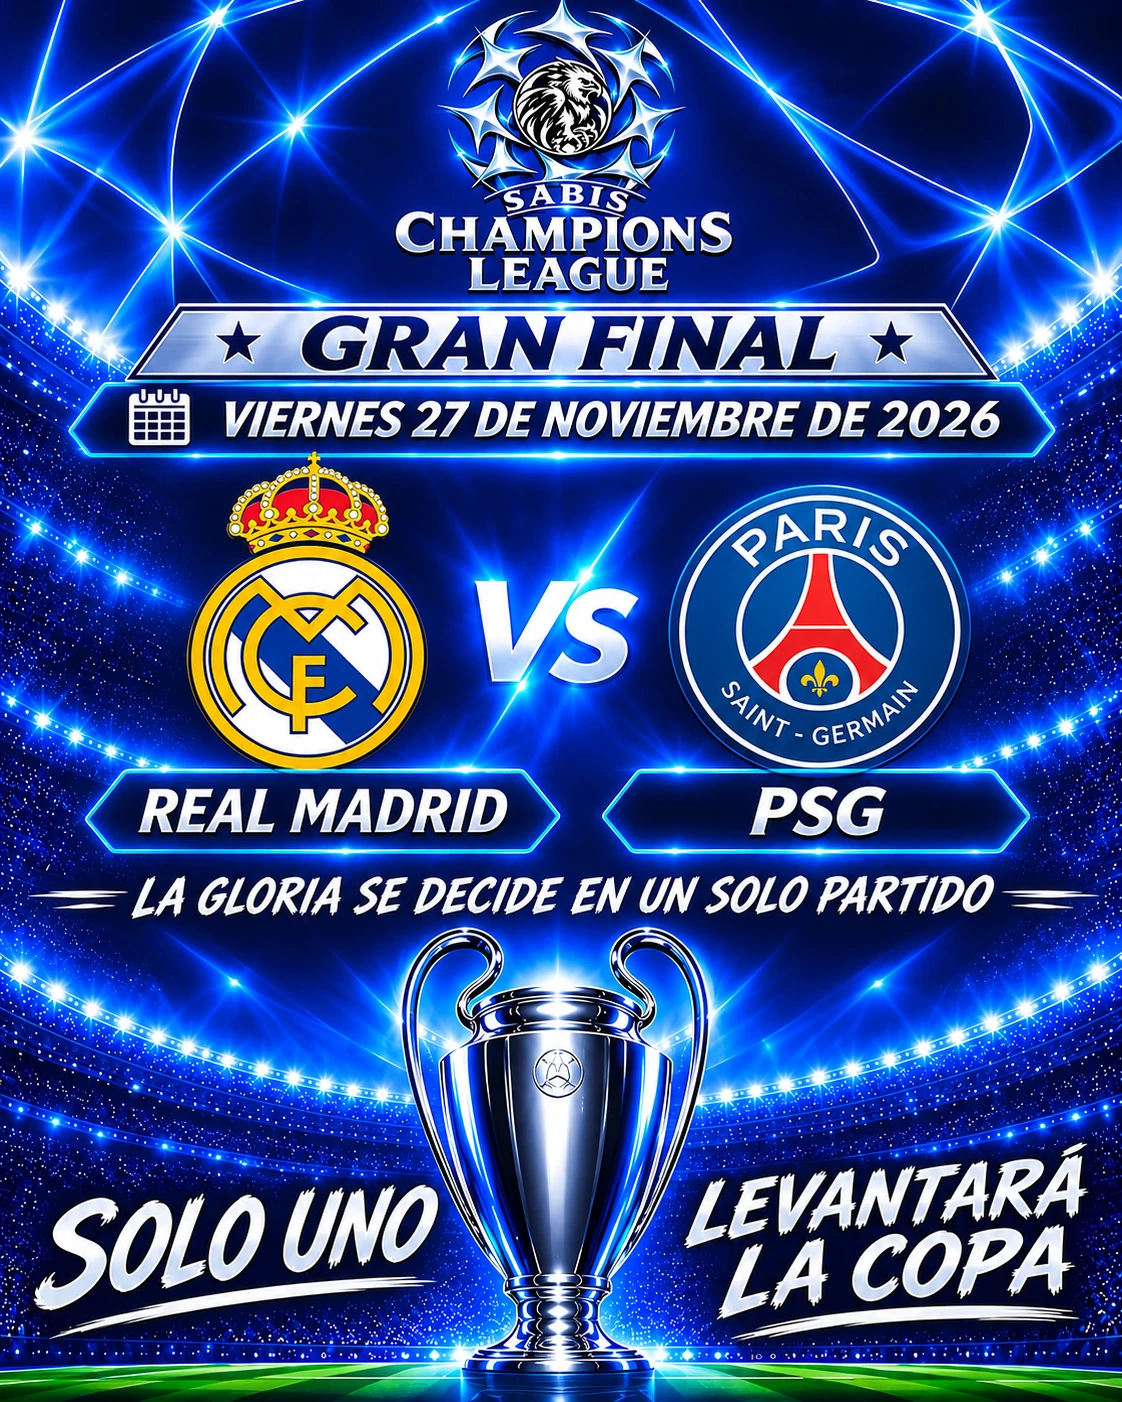 SABIS
CHAMPIONS
LEAGUE
GRAN FINAL
VIERNES 27 DE NOVIEMBRE DE 2026
VS
PARIS
SAINT - GERMAIN
REAL MADRID
PSG
LA GLORIA SE DECIDE EN UN SOLO PARTIDO
SOLO UNO
LEVANTARÁ
LA COPA